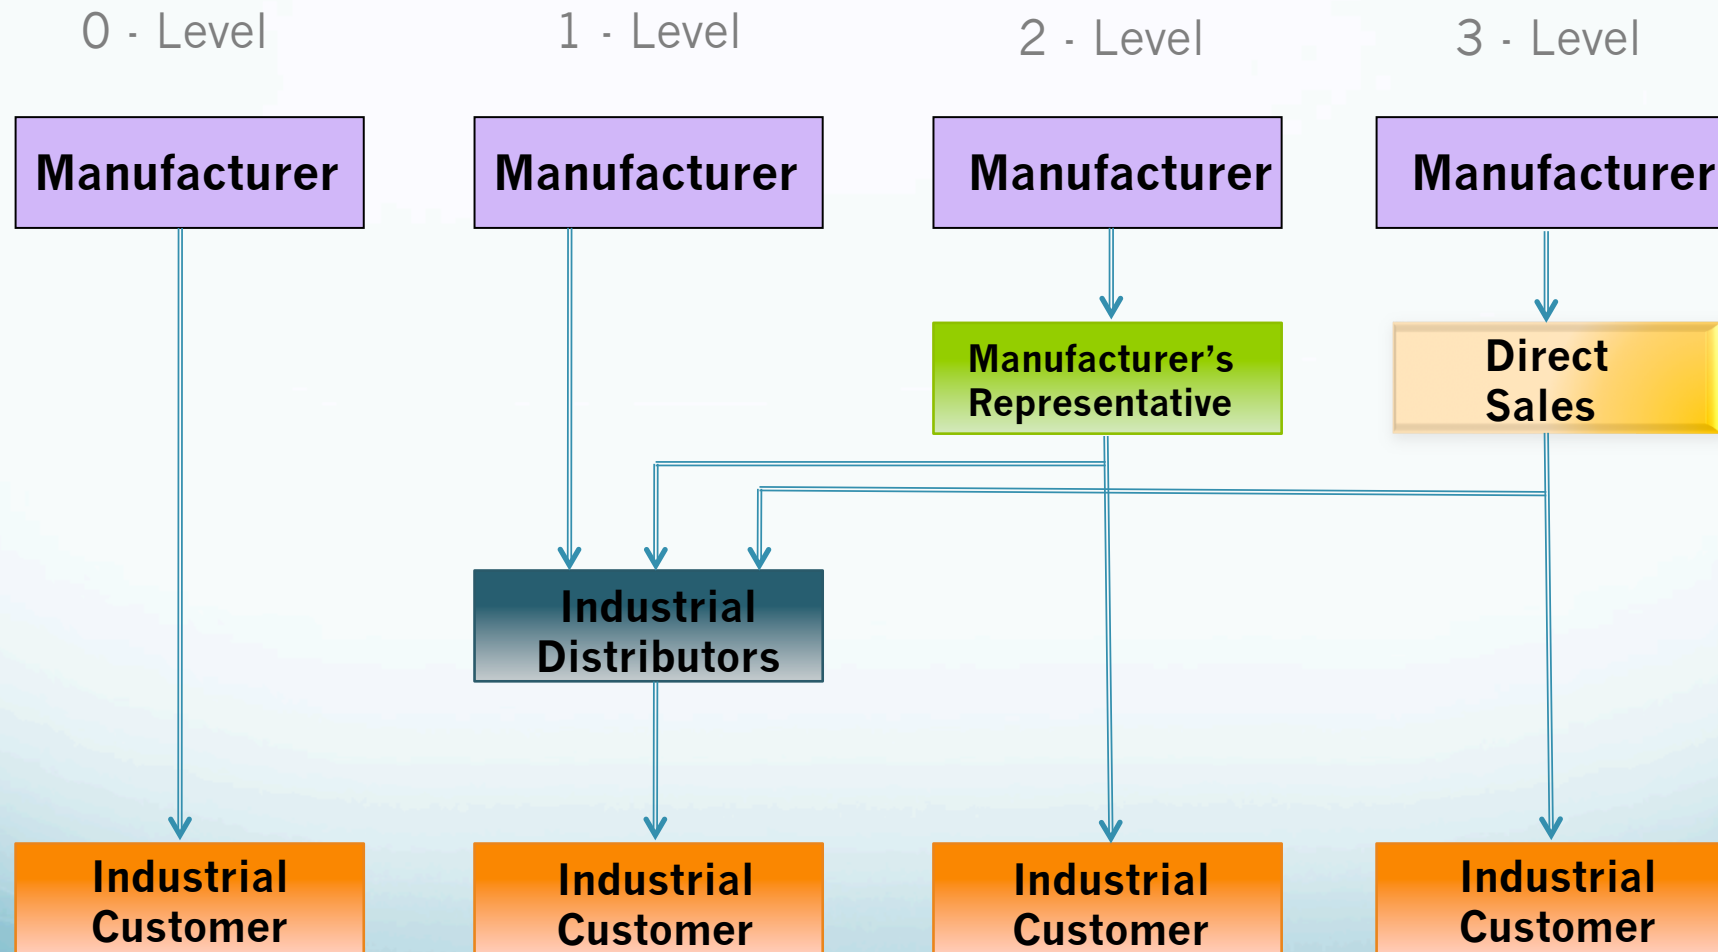 0 - Level
1 - Level
2 - Level
3 - Level
Manufacturer
Manufacturer
Manufacturer
Manufacturer
Manufacturer’s
Representative
Direct
Sales
Industrial
Distributors
Industrial
Customer
Industrial
Customer
Industrial
Customer
Industrial
Customer